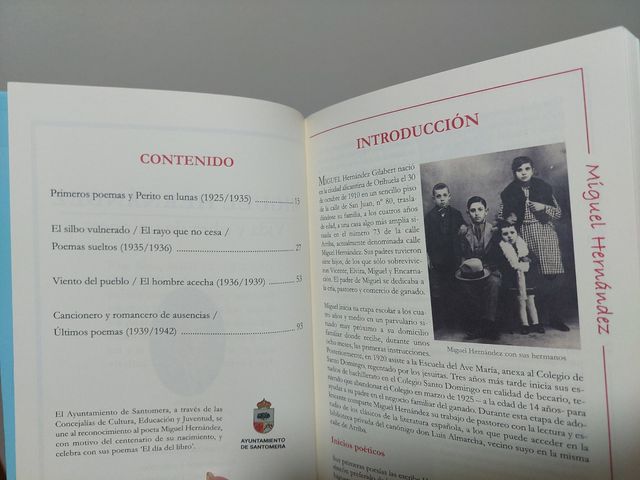 CONTENIDO
Primeros poemas y Perito en lunas (1925/1935) 15
El silbo vulnerado / El rayo que no cesa /
Poemas sueltos (1935/1936) 27
Viento del pueblo / El hombre acecha (1936/1939) 53
Cancionero y romancero de ausencias /
Últimos poemas (1939/1942) 93
El Ayuntamiento de Santomera, a través de las
Concejalías de Cultura, Educación y Juventud, se
une al reconocimiento al poeta Miguel Hernández,
con motivo del centenario de su nacimiento, y
celebra con sus poemas 'El día del libro'.
AYUNTAMIENTO
DE SANTOMERA
INTRODUCCIÓN
MIGUEL Hernández Gilabert nació
en la ciudad alicantina de Orihuela el 30
de octubre de 1910 en un sencillo piso
de la calle de San Juan, nº 80, trasla-
dándose su familia, a los cuatro años
de edad, a una casa algo más amplia si-
tuada en el número 73 de la calle
Arriba, actualmente denominada calle
Miguel Hernández. Sus padres tuvieron
siete hijos, de los que sólo sobrevivie-
ron Vicente, Elvira, Miguel y Encarna-
ción. El padre de Miguel se dedicaba a
la cría, pastoreo y comercio de ganado.
Miguel inicia su etapa escolar a los cua-
tro años y medio en un parvulario si-
tuado muy próximo a su domicilio
familiar donde recibe, durante unos
ocho meses, las primeras instrucciones.
Miguel Hernández con sus hermanos
Posteriormente, en 1920 asiste a la Escuela del Ave María, anexa al Colegio de
Santo Domingo, regentado por los jesuitas. Tres años más tarde inicia sus es-
tudios de bachillerato en el Colegio Santo Domingo en calidad de becario, te-
niendo que abandonar el Colegio en marzo de 1925 – a la edad de 14 años- para
ayudar a su padre en el negocio familiar del ganado. Durante esta etapa de ado-
lescente comparte Miguel Hernández su trabajo de pastoreo con la lectura y es-
tudio de los clásicos de la literatura española, a los que puede acceder en la
biblioteca privada del canónigo don Luis Almarcha, vecino suyo en la misma
calle de Arriba.
Inicios poéticos
Sus primeras poesías las escribe
Miguel Hernández